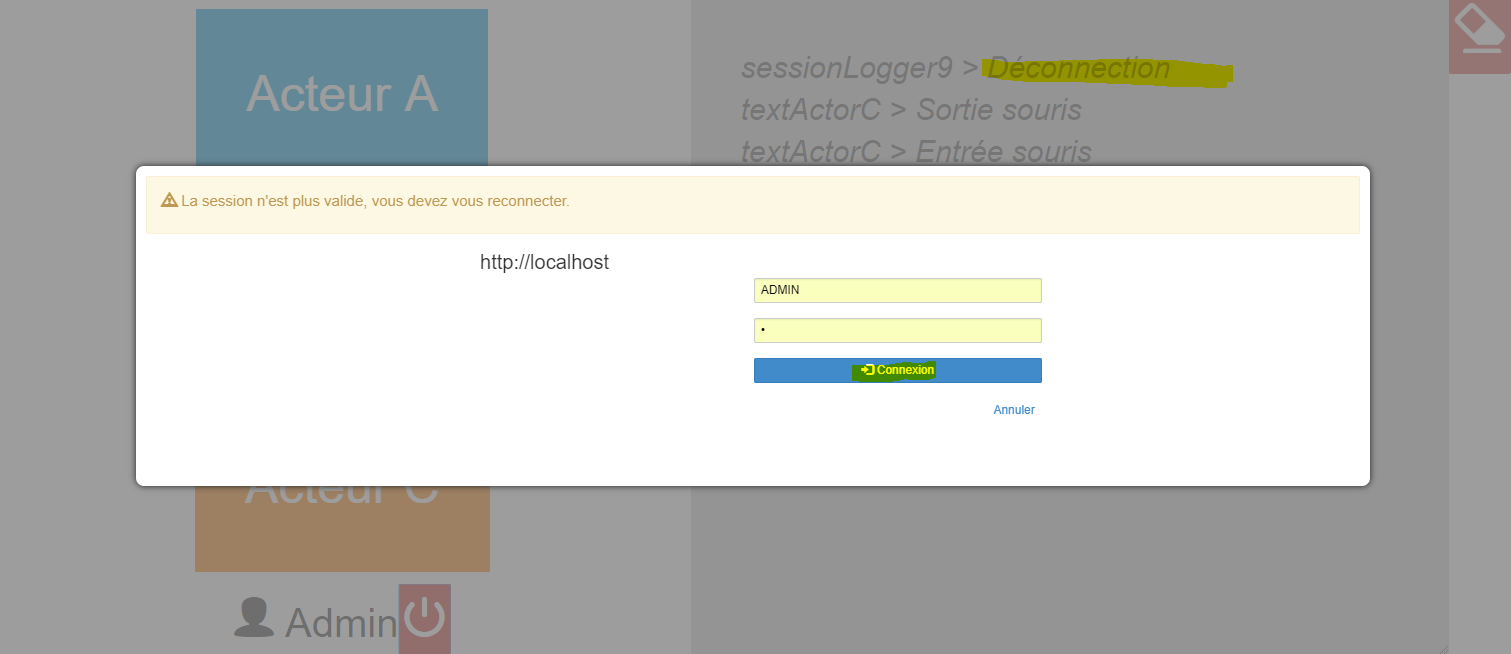 Acteur A
sessionLogger9 > Déconnection
textActorC > Sortie souris
textActorC > Entrée souris
La session n'est plus valide, vous devez vous reconnecter.
http://localhost
ADMIN
•
Connexion
Annuler
Acteur C
Admin